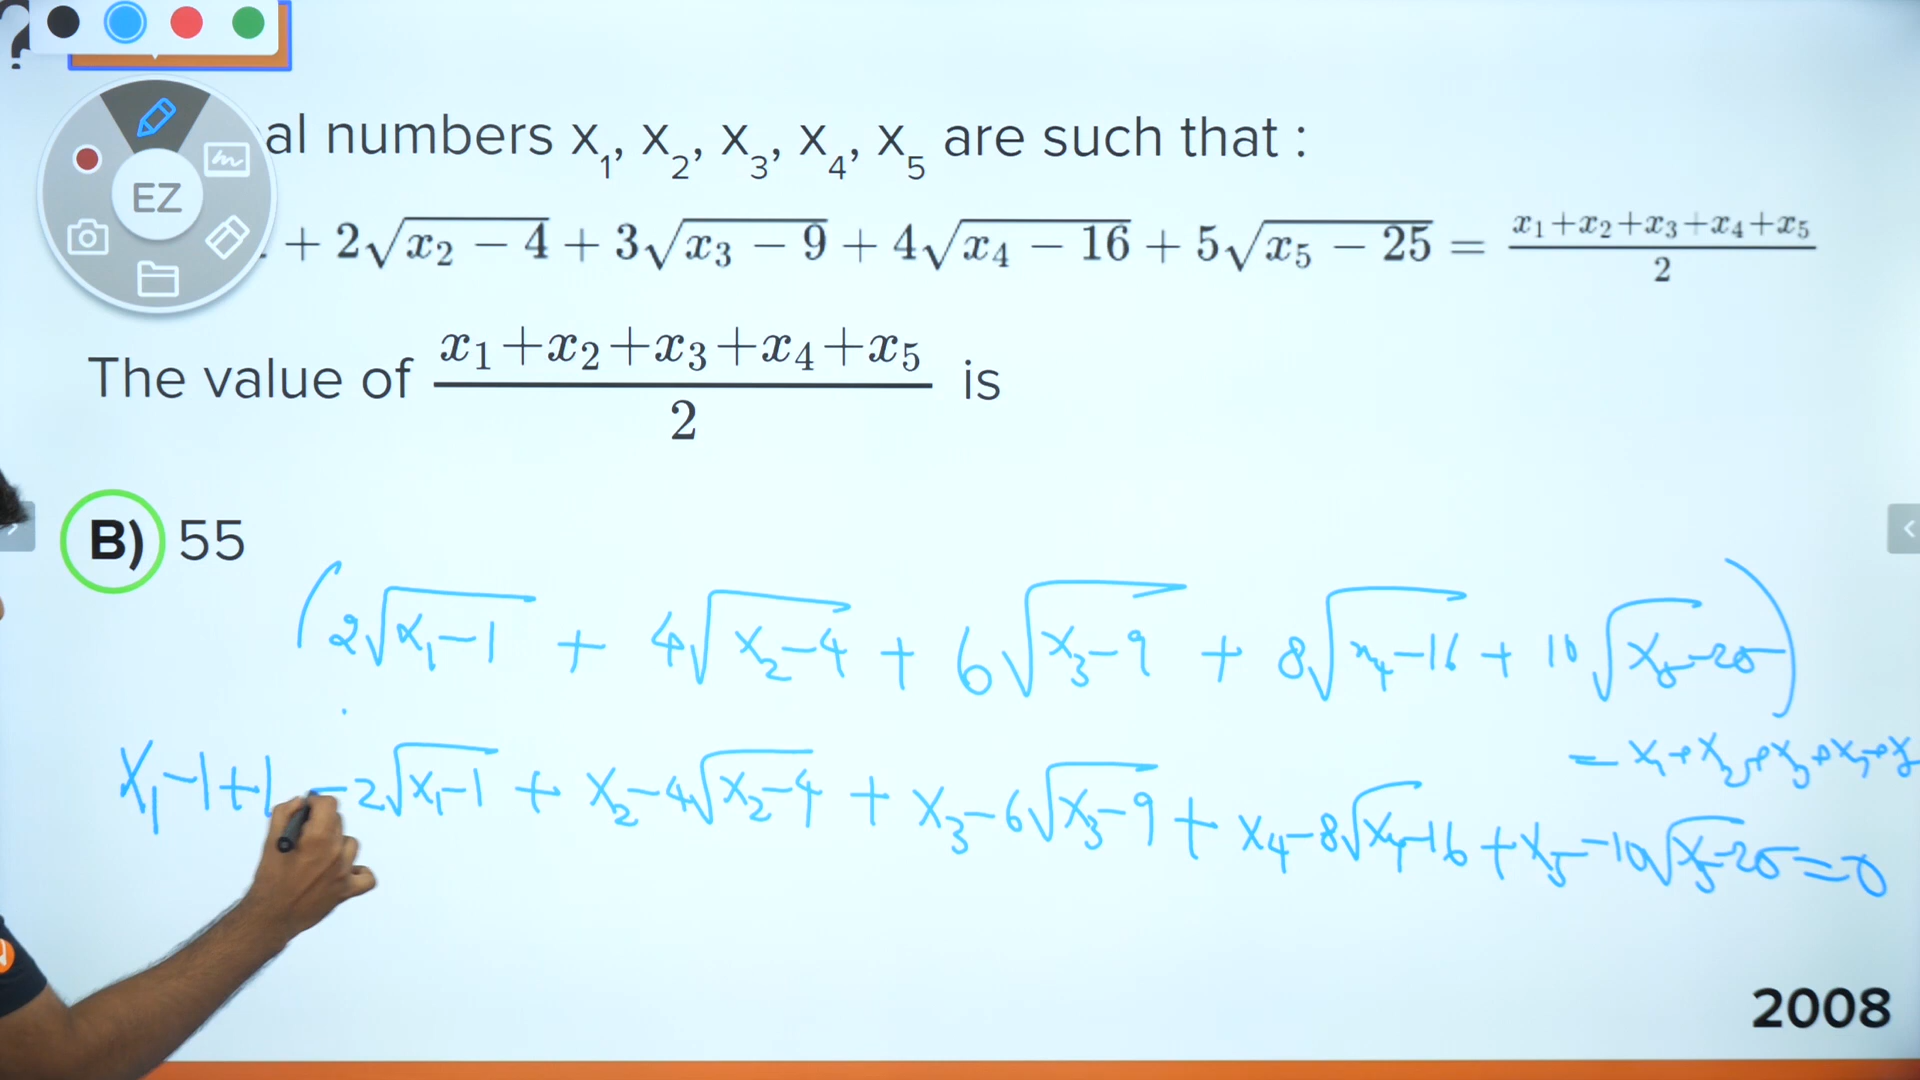 EZ
al numbers x₁, x₂, x₃, x₄, x₅ are such that :
+ 2√(x₂ − 4) + 3√(x₃ − 9) + 4√(x₄ − 16) + 5√(x₅ − 25) = (x₁+x₂+x₃+x₄+x₅)/2
The value of (x₁+x₂+x₃+x₄+x₅)/2 is
B) 55
(2√(x₁−1) + 4√(x₂−4) + 6√(x₃−9) + 8√(x₄−16) + 10√(x₅−25))
= x₁+x₂+x₃+x₄+x₅
x₁−1+1 −2√(x₁−1) + x₂−4√(x₂−4) + x₃−6√(x₃−9) + x₄−8√(x₄−16) + x₅−10√(x₅−25) = 0
2008